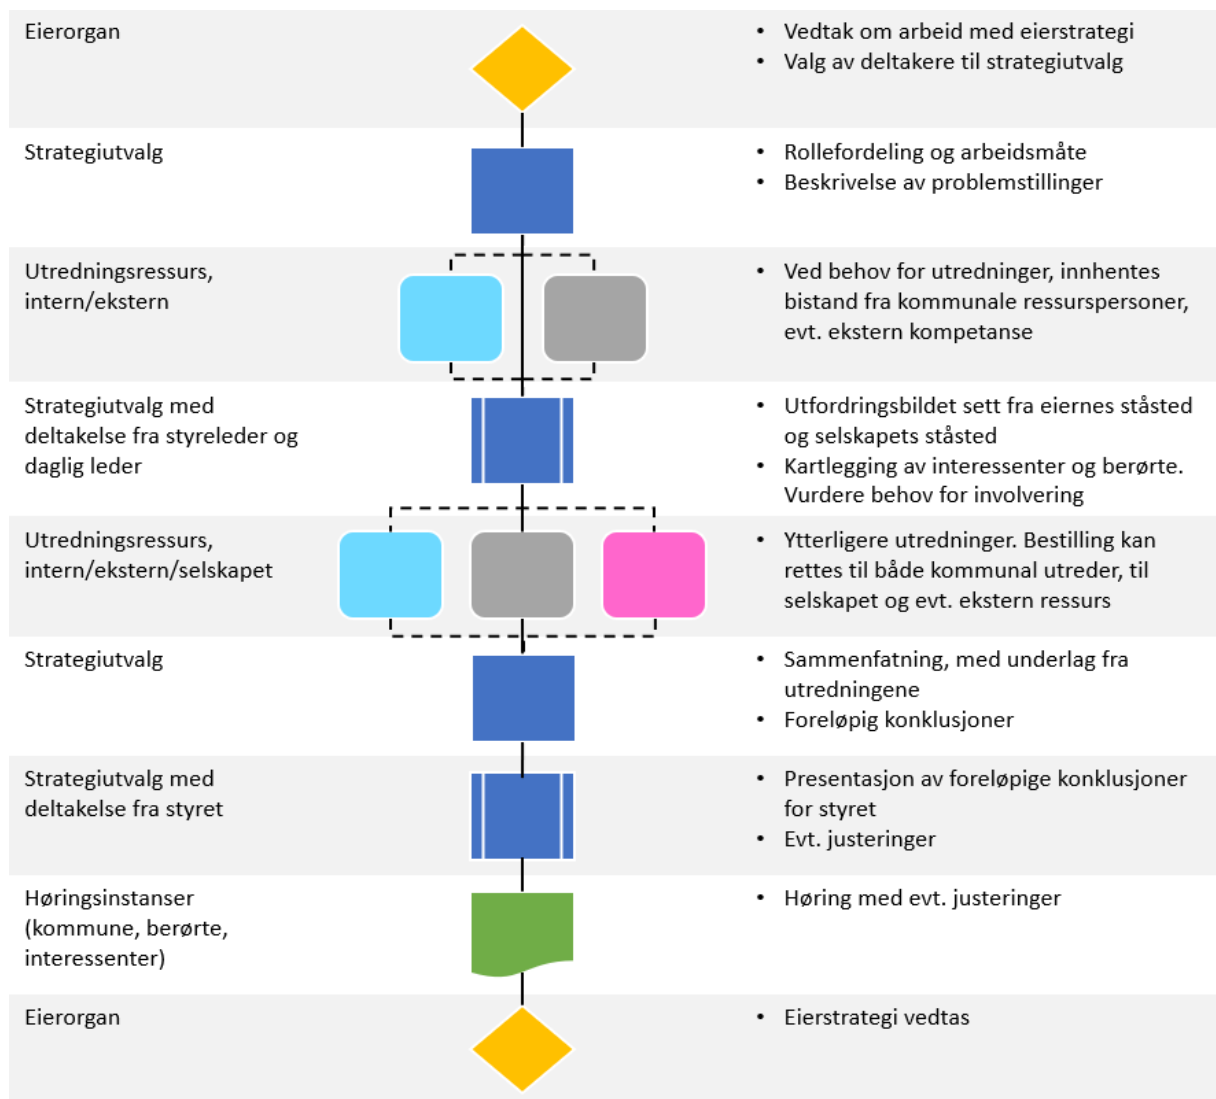 Eierorgan
• Vedtak om arbeid med eierstrategi
• Valg av deltakere til strategiutvalg
Strategiutvalg
• Rollefordeling og arbeidsmåte
• Beskrivelse av problemstillinger
Utredningsressurs,
intern/ekstern
• Ved behov for utredninger, innhentes
bistand fra kommunale ressurspersoner,
evt. ekstern kompetanse
Strategiutvalg med
deltakelse fra styreleder og
daglig leder
• Utfordringsbildet sett fra eiernes ståsted
og selskapets ståsted
• Kartlegging av interessenter og berørte.
Vurdere behov for involvering
Utredningsressurs,
intern/ekstern/selskapet
• Ytterligere utredninger. Bestilling kan
rettes til både kommunal utreder, til
selskapet og evt. ekstern ressurs
Strategiutvalg
• Sammenfatning, med underlag fra
utredningene
• Foreløpig konklusjoner
Strategiutvalg med
deltakelse fra styret
• Presentasjon av foreløpige konklusjoner
for styret
• Evt. justeringer
Høringsinstanser
(kommune, berørte,
interessenter)
• Høring med evt. justeringer
Eierorgan
• Eierstrategi vedtas